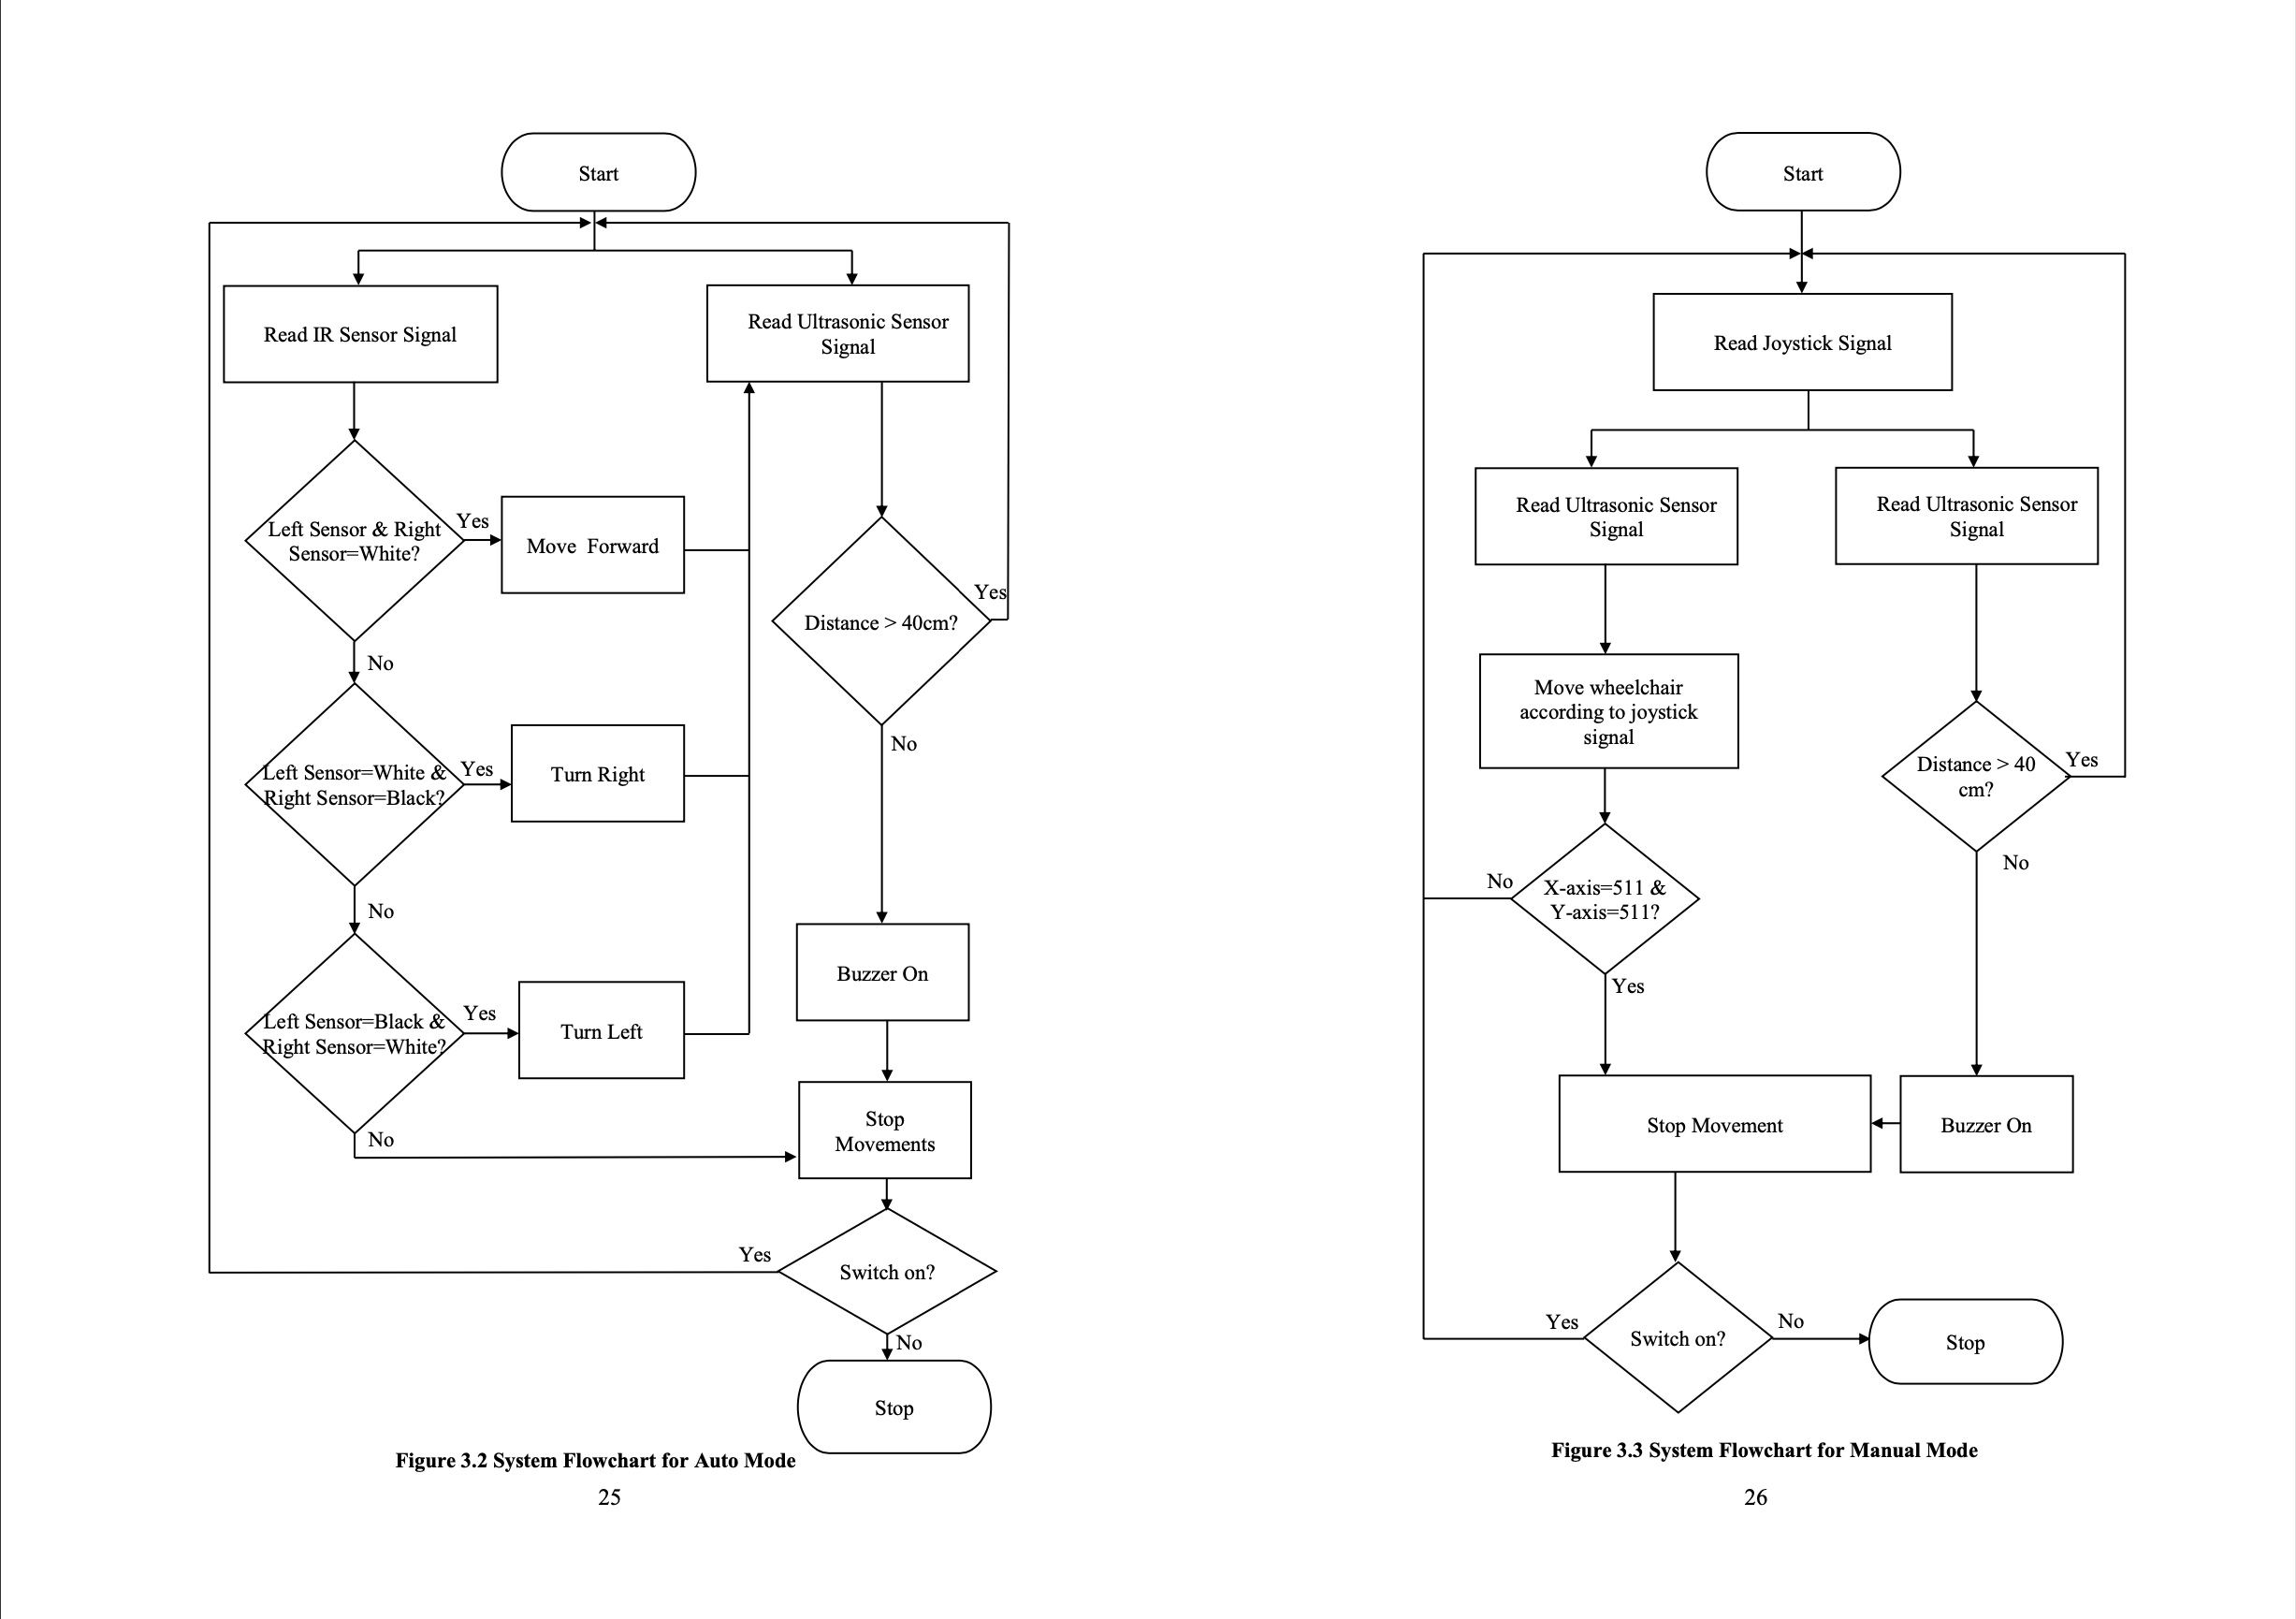 Start
Read IR Sensor Signal
Read Ultrasonic Sensor
Signal
Left Sensor & Right
Sensor=White?
Yes
Move  Forward
No
Distance > 40cm?
Yes
No
Left Sensor=White &
Right Sensor=Black?
Yes
Turn Right
No
Left Sensor=Black &
Right Sensor=White?
Yes
Turn Left
No
Buzzer On
Stop
Movements
Switch on?
Yes
No
Stop
Figure 3.2 System Flowchart for Auto Mode
25
Start
Read Joystick Signal
Read Ultrasonic Sensor
Signal
Read Ultrasonic Sensor
Signal
Move wheelchair
according to joystick
signal
Distance > 40
cm?
Yes
No
X-axis=511 &
Y-axis=511?
No
Yes
Stop Movement
Buzzer On
Switch on?
Yes
No
Stop
Figure 3.3 System Flowchart for Manual Mode
26